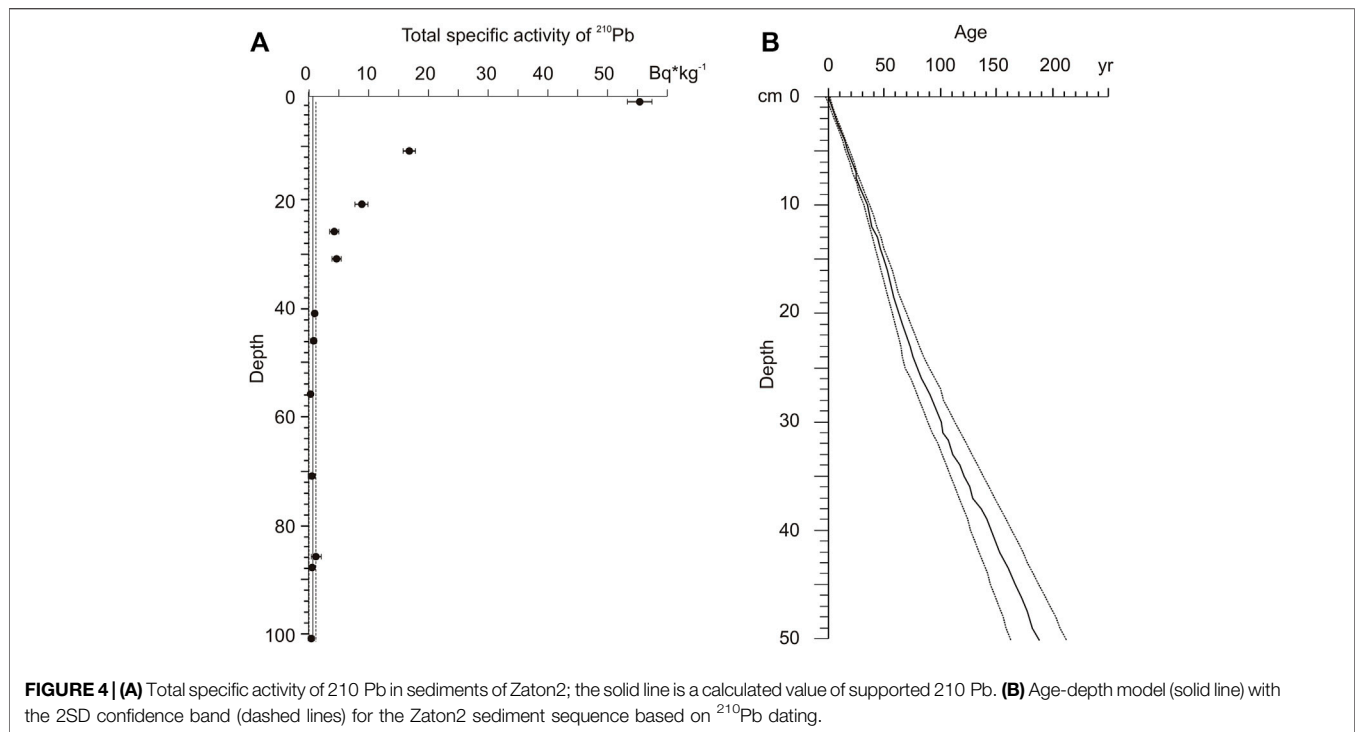 A
Total specific activity of ²¹⁰Pb
0 10 20 30 40 50 Bq*kg⁻¹
0
20
40
60
80
100
Depth
B
Age
0 50 100 150 200 yr
cm 0
10
20
30
40
50
Depth
FIGURE 4 | (A) Total specific activity of 210 Pb in sediments of Zaton2; the solid line is a calculated value of supported 210 Pb. (B) Age-depth model (solid line) with
the 2SD confidence band (dashed lines) for the Zaton2 sediment sequence based on ²¹⁰Pb dating.